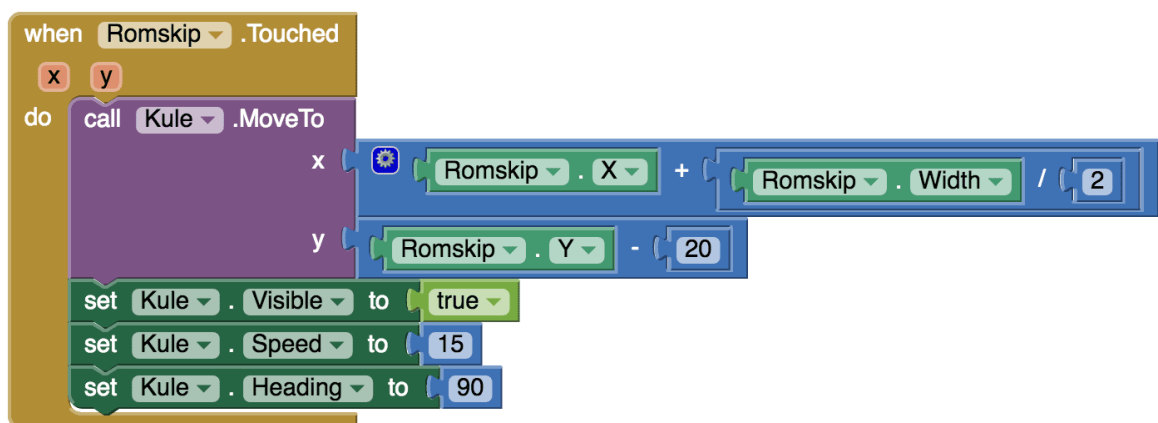 when Romskip .Touched
x y
do call Kule .MoveTo
x Romskip . X + Romskip . Width / 2
y Romskip . Y - 20
set Kule . Visible to true
set Kule . Speed to 15
set Kule . Heading to 90